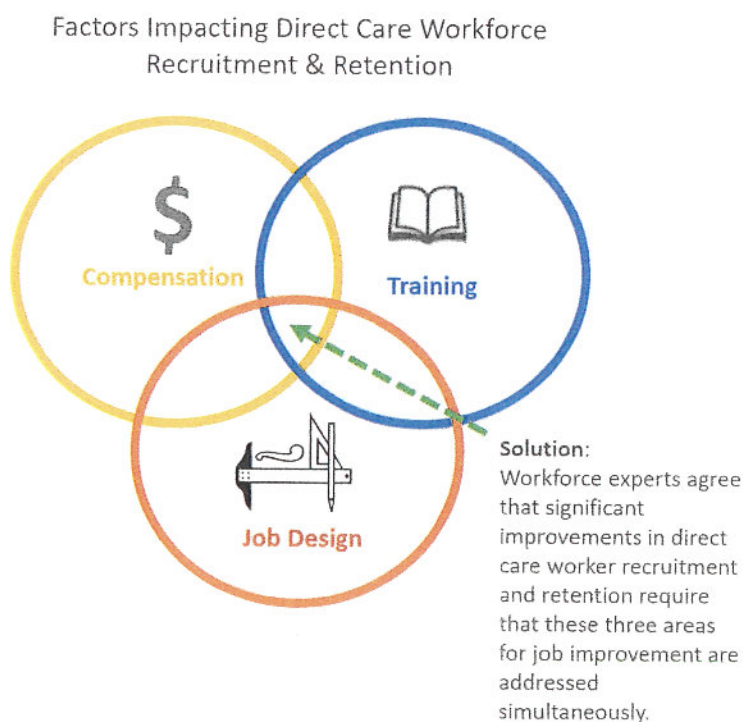 Factors Impacting Direct Care Workforce
Recruitment & Retention
$
Compensation
Training
Job Design
Solution:
Workforce experts agree
that significant
improvements in direct
care worker recruitment
and retention require
that these three areas
for job improvement are
addressed
simultaneously.